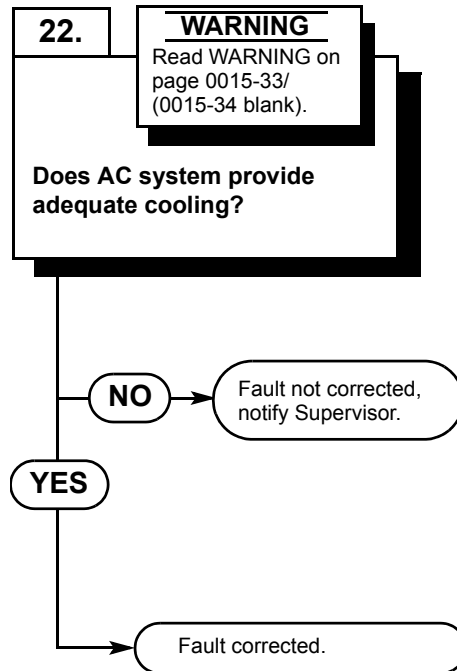 22.
WARNING
Read WARNING on
page 0015-33/
(0015-34 blank).
Does AC system provide
adequate cooling?
NO
Fault not corrected,
notify Supervisor.
YES
Fault corrected.